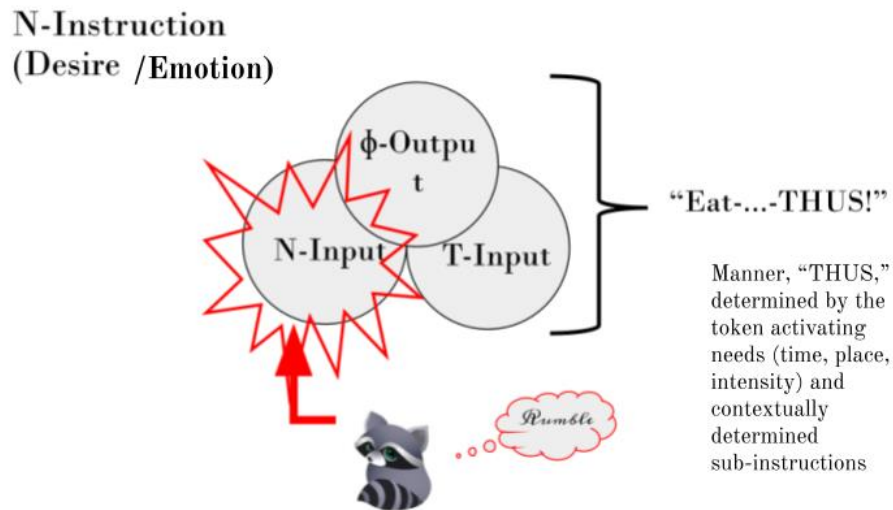 N-Instruction
(Desire /Emotion)
ϕ-Outpu
t
N-Input
T-Input
“Eat-...-THUS!”
Manner, “THUS,”
determined by the
token activating
needs (time, place,
intensity) and
contextually
determined
sub-instructions
Rumble